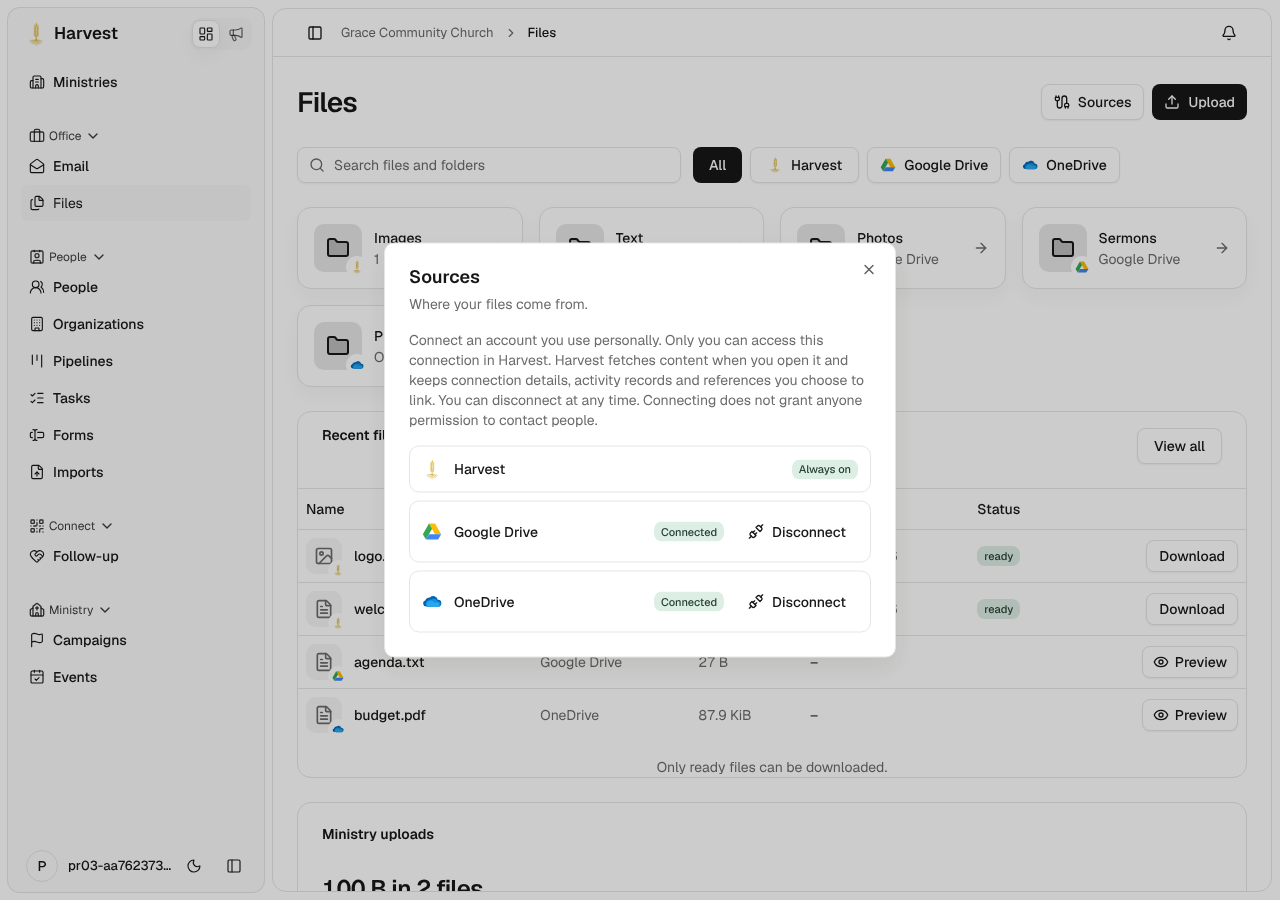 Harvest
Ministries
Office
Email
Files
People
People
Organizations
Pipelines
Tasks
Forms
Imports
Connect
Follow-up
Ministry
Campaigns
Events
P
pr03-aa762373...
Grace Community Church
Files
Files
Sources
Upload
Search files and folders
All
Harvest
Google Drive
OneDrive
Images
1
Text
Photos
Drive
Sermons
Google Drive
Sources
Where your files come from.
Connect an account you use personally. Only you can access this
connection in Harvest. Harvest fetches content when you open it and
keeps connection details, activity records and references you choose to
link. You can disconnect at any time. Connecting does not grant anyone
permission to contact people.
Harvest
Always on
Google Drive
Connected
Disconnect
OneDrive
Connected
Disconnect
Recent
View all
Name
Status
logo.
ready
Download
ready
Download
agenda.txt
Google Drive
27 B
–
Preview
budget.pdf
OneDrive
87.9 KiB
–
Preview
Only ready files can be downloaded.
Ministry uploads
100 B in 2 files